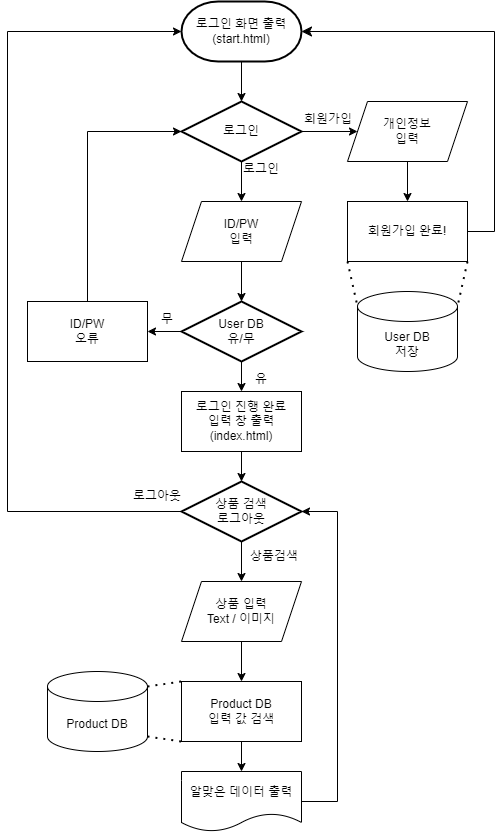 로그인 화면 출력
(start.html)
로그인
회원가입
개인정보
입력
로그인
ID/PW
입력
회원가입 완료!
User DB
유/무
무
ID/PW
오류
User DB
저장
유
로그인 진행 완료
입력 창 출력
(index.html)
로그아웃
상품 검색
로그아웃
상품검색
상품 입력
Text / 이미지
Product DB
Product DB
입력 값 검색
알맞은 데이터 출력